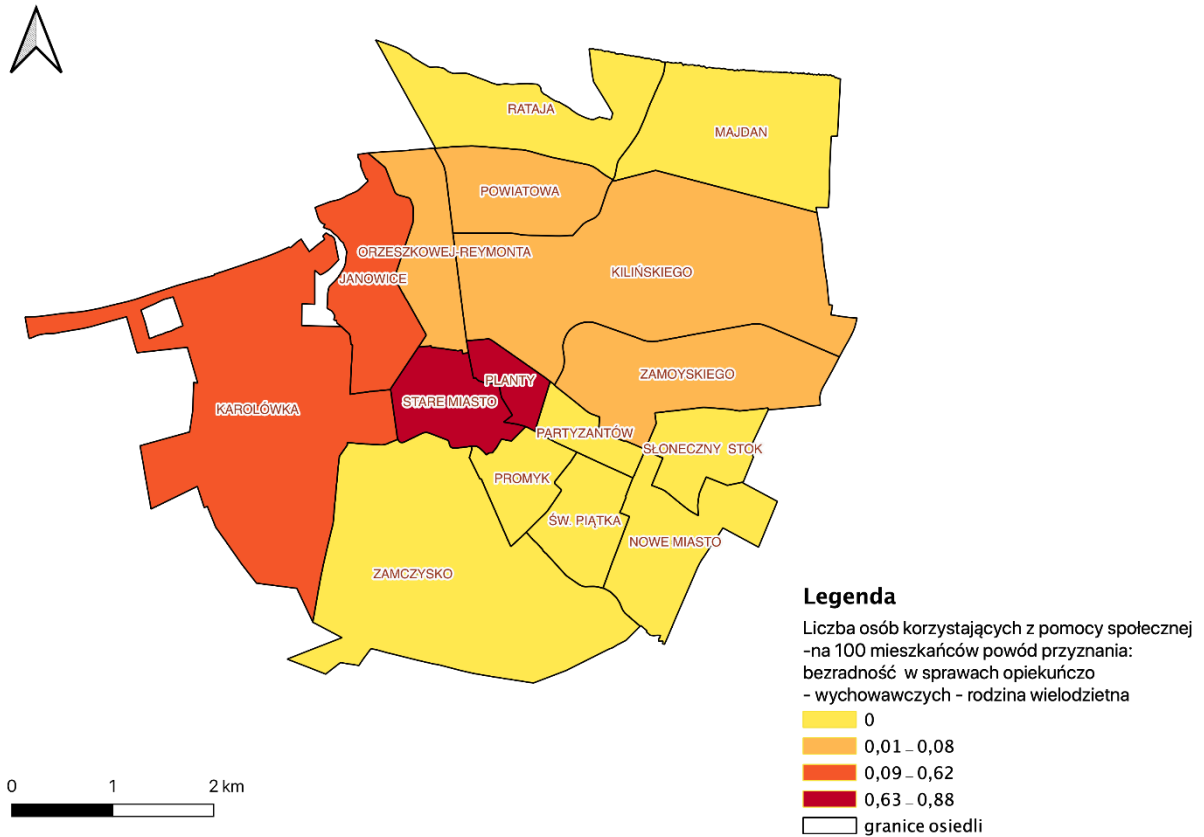 RATAJA
MAJDAN
POWIATOWA
ORZESZKOWEJ-REYMONTA
KILIŃSKIEGO
JANOWICE
ZAMOYSKIEGO
PLANTY
STARE MIASTO
KAROLÓWKA
PARTYZANTÓW
SŁONECZNY STOK
PROMYK
ŚW. PIĄTKA
NOWE MIASTO
ZAMCZYSKO
Legenda
Liczba osób korzystających z pomocy społecznej
-na 100 mieszkańców powód przyznania:
bezradność w sprawach opiekuńczo
- wychowawczych - rodzina wielodzietna
0
0,01 – 0,08
0,09 – 0,62
0,63 – 0,88
granice osiedli
0 1 2 km